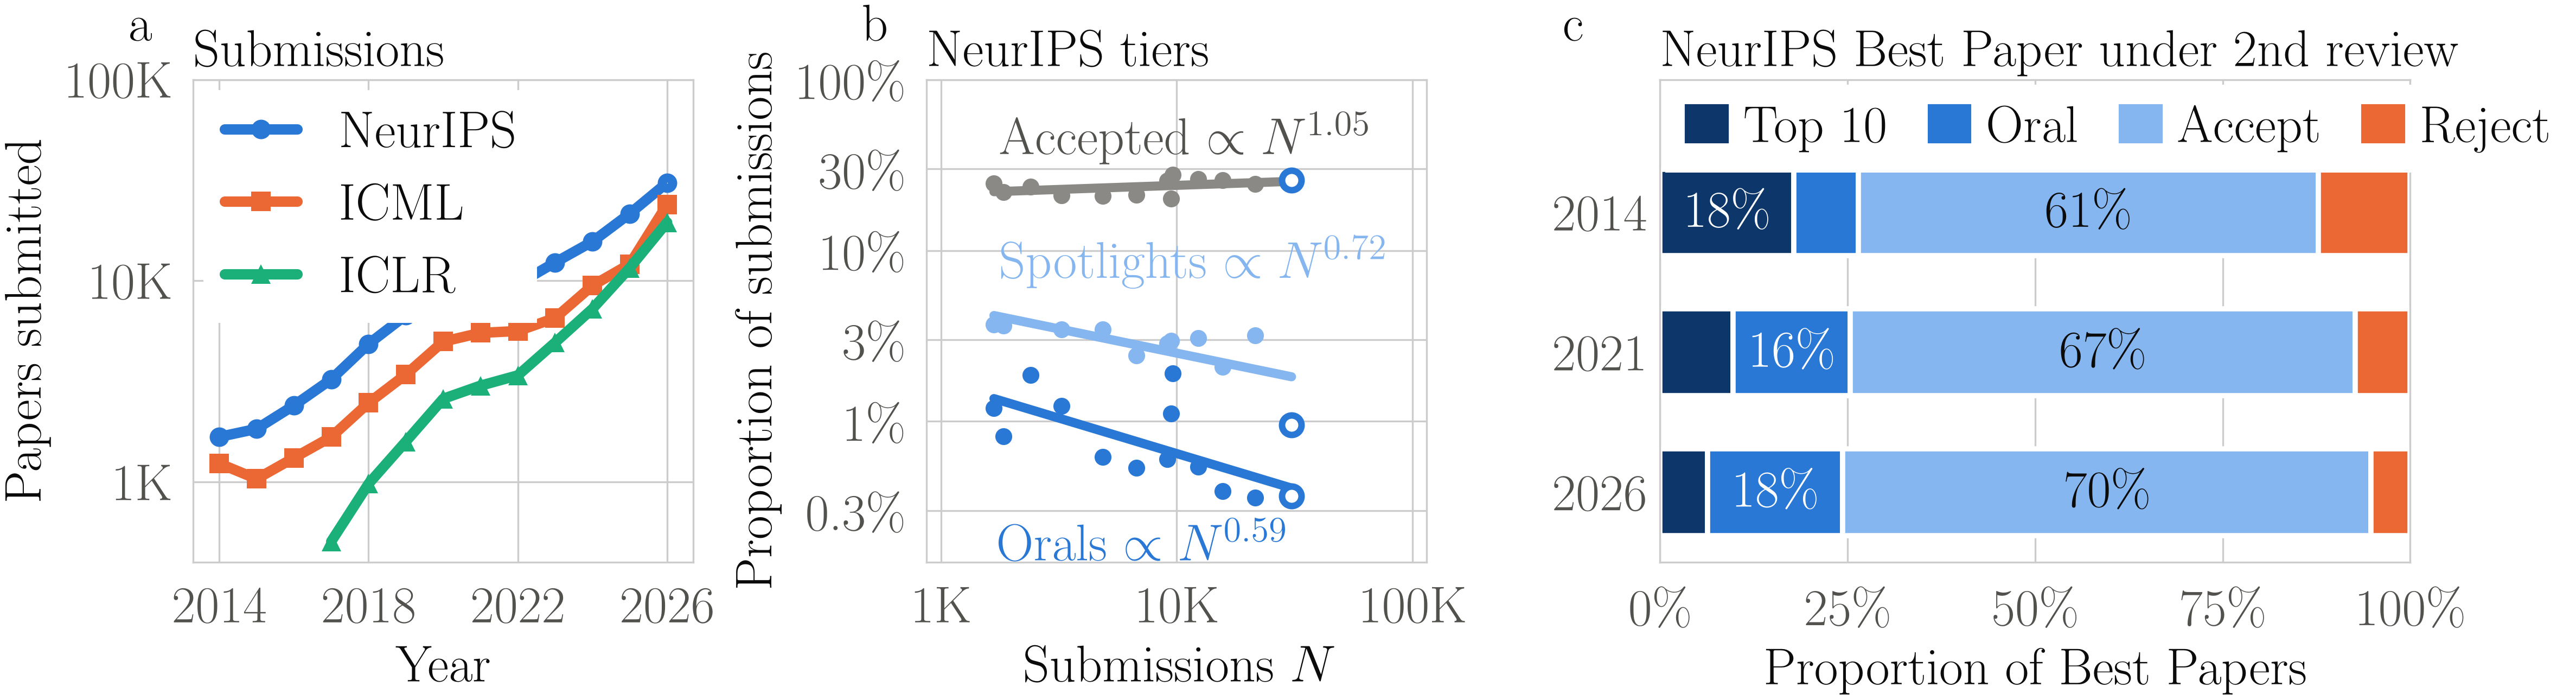 a
Submissions
Papers submitted
100K
10K
1K
NeurIPS
ICML
ICLR
2014 2018 2022 2026
Year
b
NeurIPS tiers
Proportion of submissions
100%
30%
10%
3%
1%
0.3%
Accepted ∝ N^1.05
Spotlights ∝ N^0.72
Orals ∝ N^0.59
1K 10K 100K
Submissions N
c
NeurIPS Best Paper under 2nd review
Top 10 Oral Accept Reject
2014 18% 61%
2021 16% 67%
2026 18% 70%
0% 25% 50% 75% 100%
Proportion of Best Papers